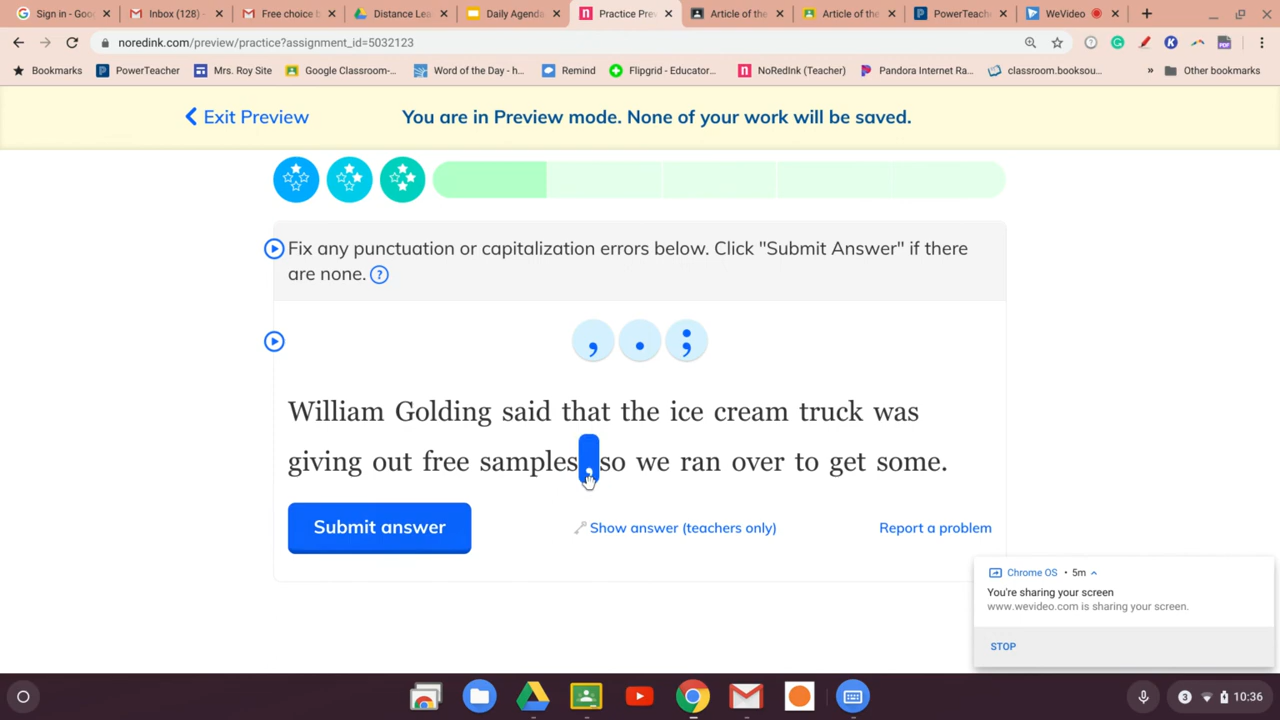 Sign in - Goo
Inbox (128) -
Free choice b
Distance Lea
Daily Agenda
Practice Prev
Article of the
Article of the
PowerTeach
WeVideo
noredink.com/preview/practice?assignment_id=5032123
Bookmarks
PowerTeacher
Mrs. Roy Site
Google Classroom-...
Word of the Day - h...
Remind
Flipgrid - Educator...
NoRedInk (Teacher)
Pandora Internet Ra...
classroom.booksou...
» Other bookmarks
Exit Preview
You are in Preview mode. None of your work will be saved.
Fix any punctuation or capitalization errors below. Click "Submit Answer" if there
are none. ?
, . ;
William Golding said that the ice cream truck was
giving out free samples, so we ran over to get some.
Submit answer
Show answer (teachers only)
Report a problem
Chrome OS • 5m
You're sharing your screen
www.wevideo.com is sharing your screen.
STOP
3 10:36